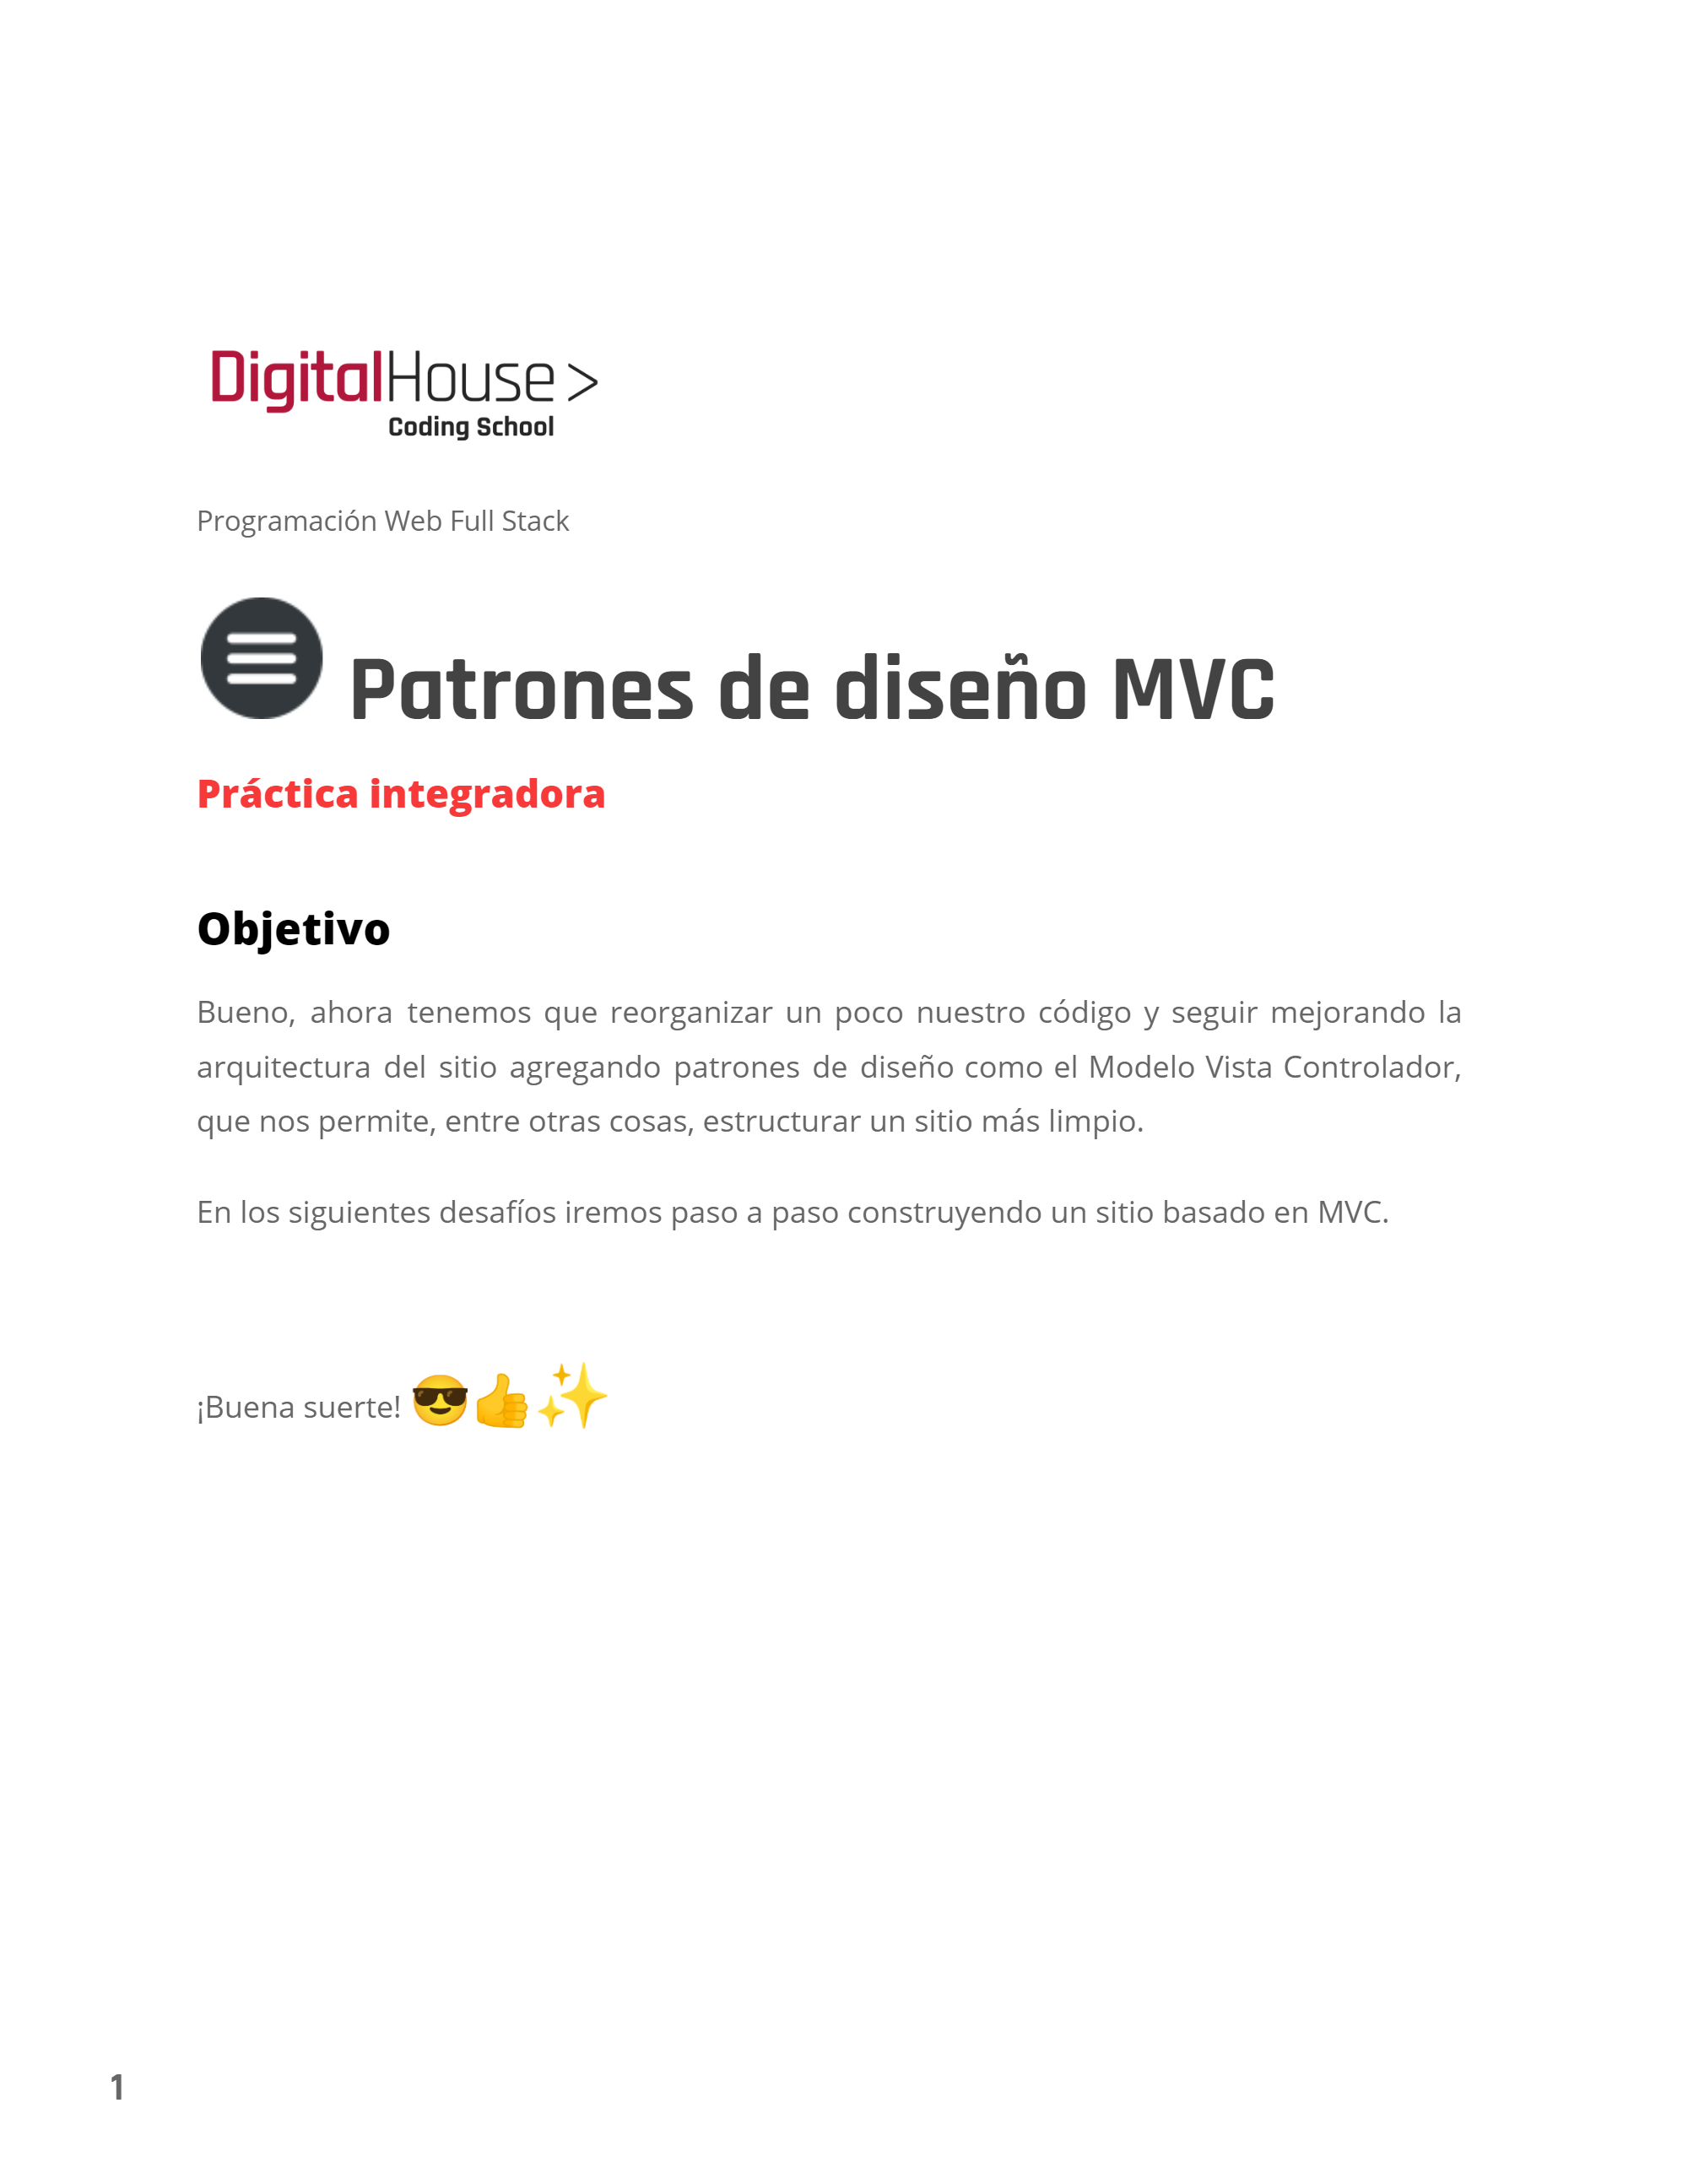 DigitalHouse >
Coding School
Programación Web Full Stack
Patrones de diseño MVC
Práctica integradora
Objetivo
Bueno, ahora tenemos que reorganizar un poco nuestro código y seguir mejorando la
arquitectura del sitio agregando patrones de diseño como el Modelo Vista Controlador,
que nos permite, entre otras cosas, estructurar un sitio más limpio.
En los siguientes desafíos iremos paso a paso construyendo un sitio basado en MVC.
¡Buena suerte! 😎👍✨
1